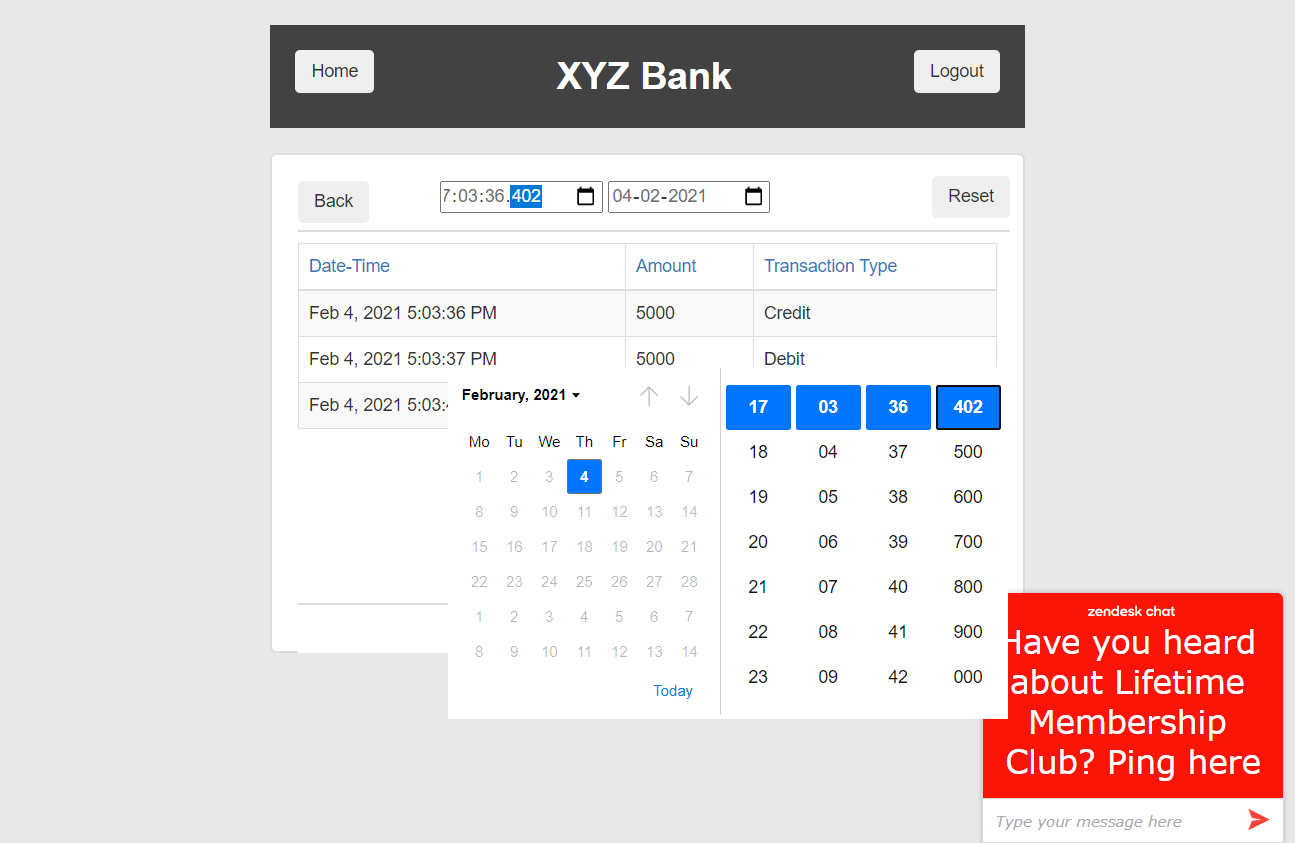 Home
XYZ Bank
Logout
Back
7:03:36.402
04-02-2021
Reset
Date-Time Amount Transaction Type
Feb 4, 2021 5:03:36 PM 5000 Credit
Feb 4, 2021 5:03:37 PM 5000 Debit
Feb 4, 2021 5:03:
February, 2021
Mo Tu We Th Fr Sa Su
1 2 3 4 5 6 7
8 9 10 11 12 13 14
15 16 17 18 19 20 21
22 23 24 25 26 27 28
1 2 3 4 5 6 7
8 9 10 11 12 13 14
Today
17 03 36 402
18 04 37 500
19 05 38 600
20 06 39 700
21 07 40 800
22 08 41 900
23 09 42 000
zendesk chat
Have you heard
about Lifetime
Membership
Club? Ping here
Type your message here